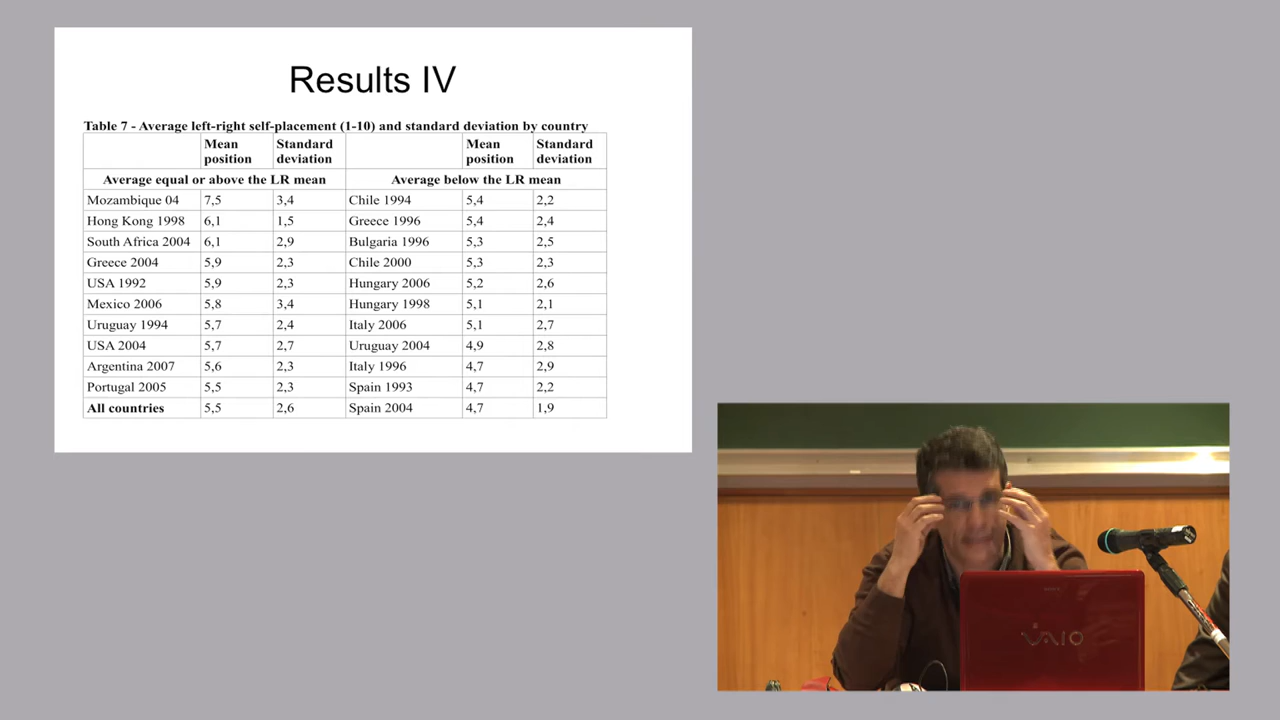 Results IV
Table 7 - Average left-right self-placement (1-10) and standard deviation by country
Mean position Standard deviation Mean position Standard deviation
Average equal or above the LR mean Average below the LR mean
Mozambique 04 7,5 3,4 Chile 1994 5,4 2,2
Hong Kong 1998 6,1 1,5 Greece 1996 5,4 2,4
South Africa 2004 6,1 2,9 Bulgaria 1996 5,3 2,5
Greece 2004 5,9 2,3 Chile 2000 5,3 2,3
USA 1992 5,9 2,3 Hungary 2006 5,2 2,6
Mexico 2006 5,8 3,4 Hungary 1998 5,1 2,1
Uruguay 1994 5,7 2,4 Italy 2006 5,1 2,7
USA 2004 5,7 2,7 Uruguay 2004 4,9 2,8
Argentina 2007 5,6 2,3 Italy 1996 4,7 2,9
Portugal 2005 5,5 2,3 Spain 1993 4,7 2,2
All countries 5,5 2,6 Spain 2004 4,7 1,9
VAIO